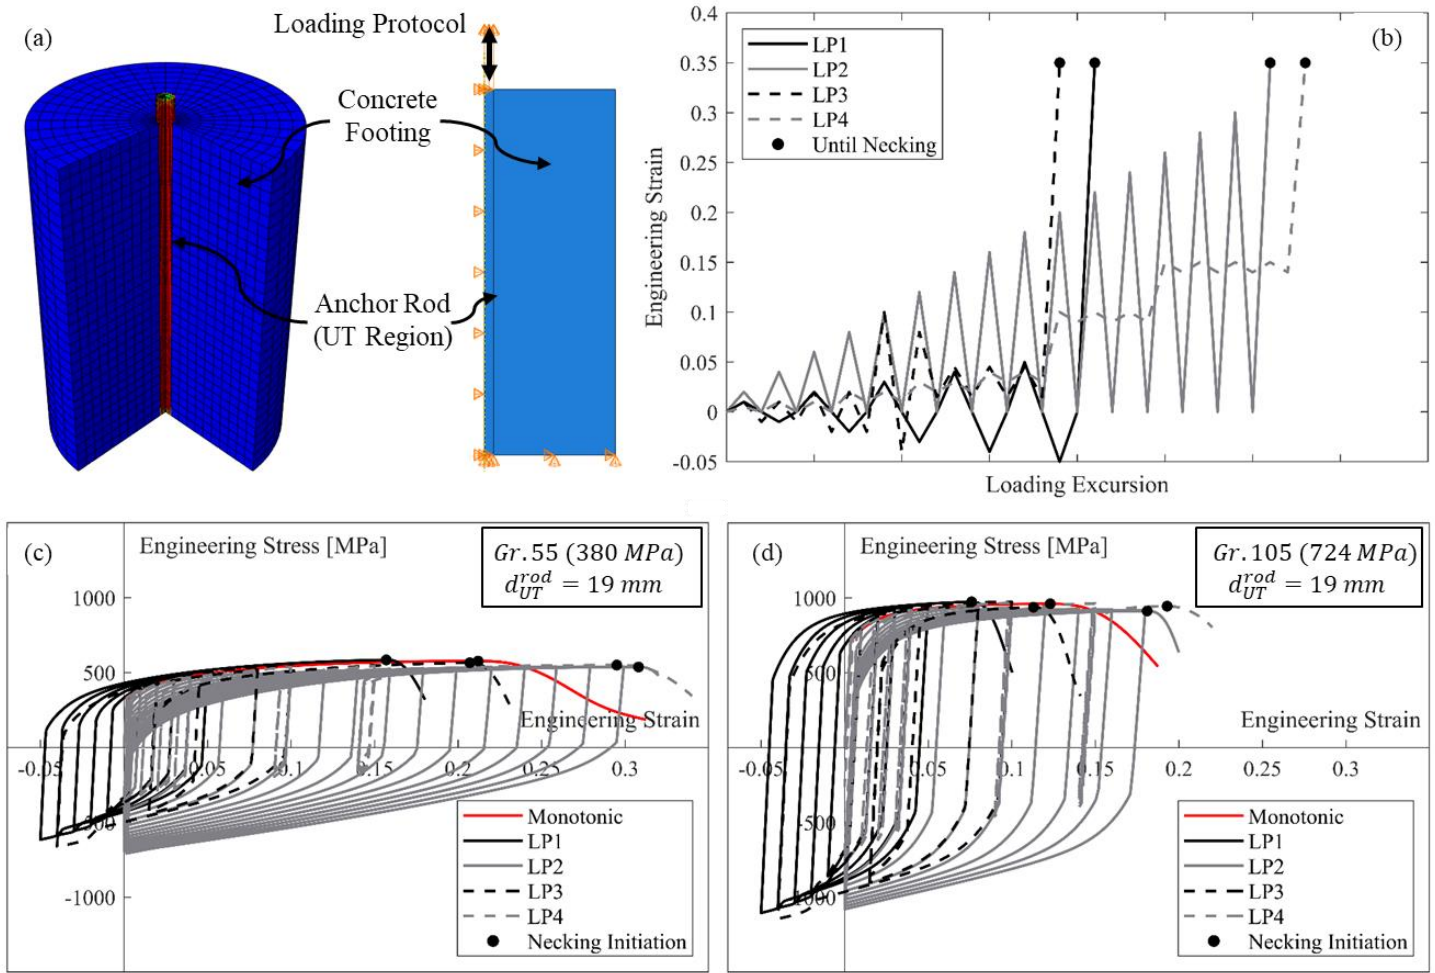 (a)
Loading Protocol
Concrete
Footing
Anchor Rod
(UT Region)
(b)
0.4
0.35
0.3
0.25
0.2
0.15
0.1
0.05
0
-0.05
Engineering Strain
Loading Excursion
LP1
LP2
LP3
LP4
Until Necking
(c)
Engineering Stress [MPa]
Gr.55 (380 MPa)
d_{UT}^{rod} = 19 mm
1000
500
-1000
Engineering Strain
-0.05
0.05
0.1
0.15
0.2
0.25
0.3
Monotonic
LP1
LP2
LP3
LP4
Necking Initiation
(d)
Engineering Stress [MPa]
Gr.105 (724 MPa)
d_{UT}^{rod} = 19 mm
1000
500
-500
Engineering Strain
-0.05
0.05
0.1
0.15
0.2
0.25
0.3
Monotonic
LP1
LP2
LP3
LP4
Necking Initiation